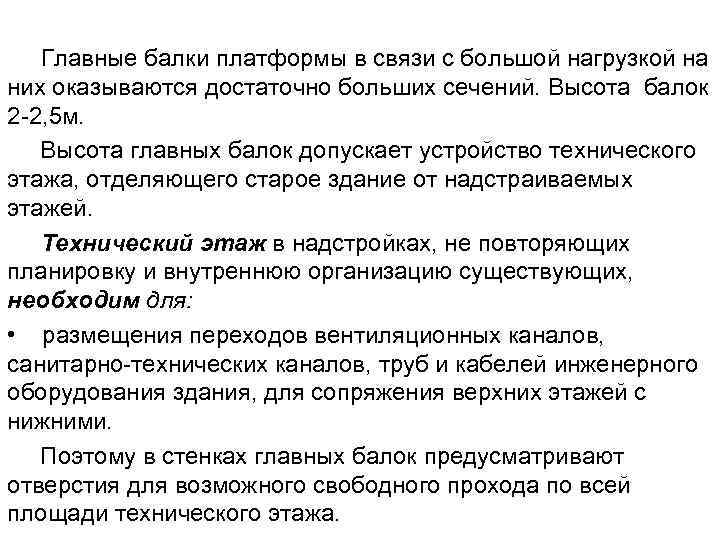 Главные балки платформы в связи с большой нагрузкой на
них оказываются достаточно больших сечений. Высота балок
2-2, 5 м.
Высота главных балок допускает устройство технического
этажа, отделяющего старое здание от надстраиваемых
этажей.
Технический этаж в надстройках, не повторяющих
планировку и внутреннюю организацию существующих,
необходим для:
• размещения переходов вентиляционных каналов,
санитарно-технических каналов, труб и кабелей инженерного
оборудования здания, для сопряжения верхних этажей с
нижними.
Поэтому в стенках главных балок предусматривают
отверстия для возможного свободного прохода по всей
площади технического этажа.